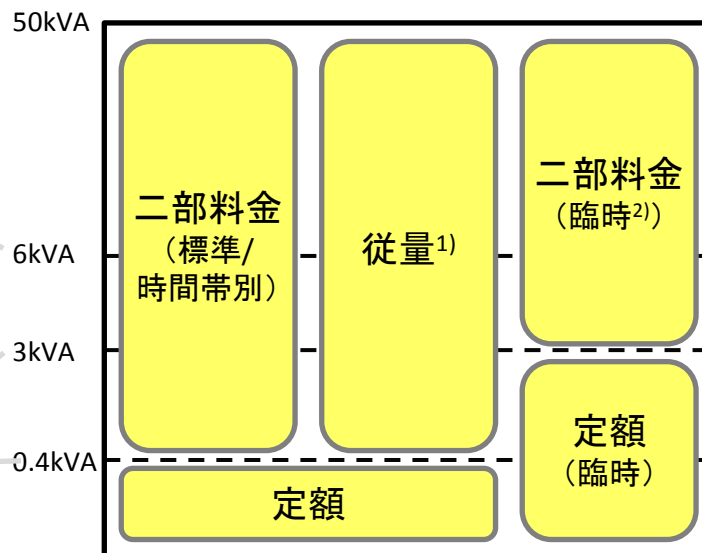 50kVA
二部料金
（標準/
時間帯別）
従量1)
二部料金
（臨時2)）
6kVA
3kVA
定額
（臨時）
0.4kVA
定額